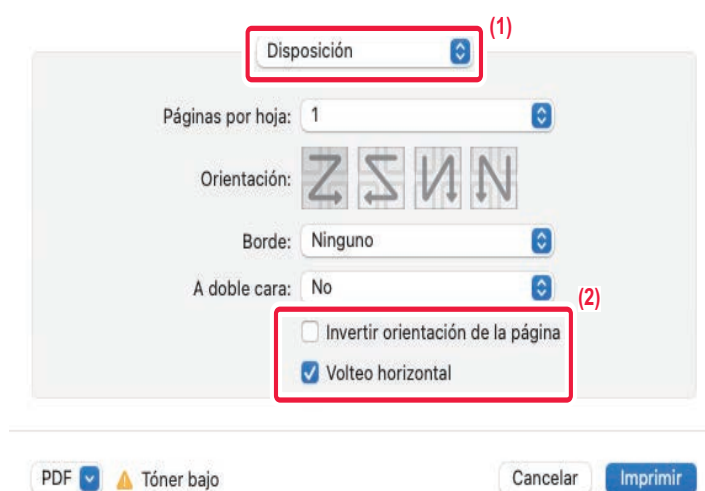 (1)
Disposición
Páginas por hoja: 1
Orientación:
Borde: Ninguno
A doble cara: No
(2)
Invertir orientación de la página
Volteo horizontal
PDF Tóner bajo Cancelar Imprimir